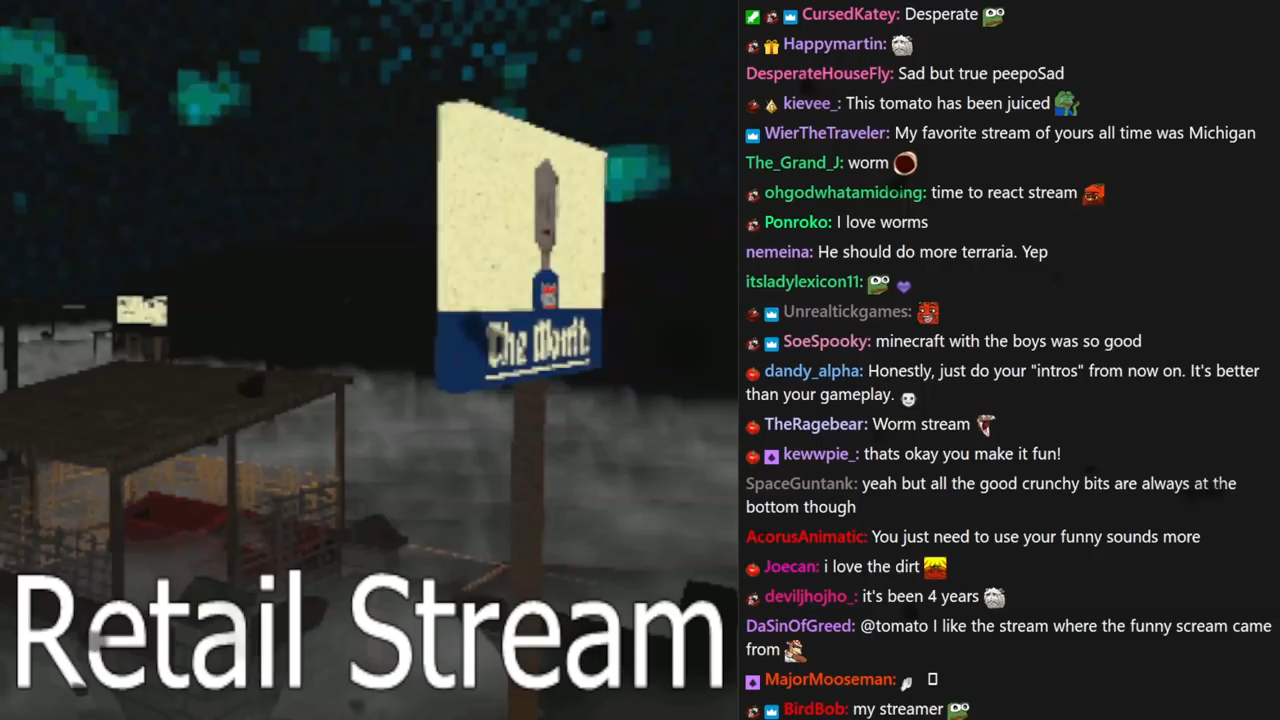 The
Retail Stream
CursedKatey: Desperate
Happymartin:
DesperateHouseFly: Sad but true peepoSad
kievee_: This tomato has been juiced
WierTheTraveler: My favorite stream of yours all time was Michigan
The_Grand_J: worm
ohgodwhatamidoing: time to react stream
Ponroko: I love worms
nemeina: He should do more terraria. Yep
itsladylexicon11:
Unrealtickgames:
SoeSpooky: minecraft with the boys was so good
dandy_alpha: Honestly, just do your "intros" from now on. It's better
than your gameplay.
TheRagebear: Worm stream
kewwpie_: thats okay you make it fun!
SpaceGuntank: yeah but all the good crunchy bits are always at the
bottom though
AcorusAnimatic: You just need to use your funny sounds more
Joecan: i love the dirt
deviljhojho_: it's been 4 years
DaSinOfGreed: @tomato I like the stream where the funny scream came
from
MajorMooseman:
BirdBob: my streamer